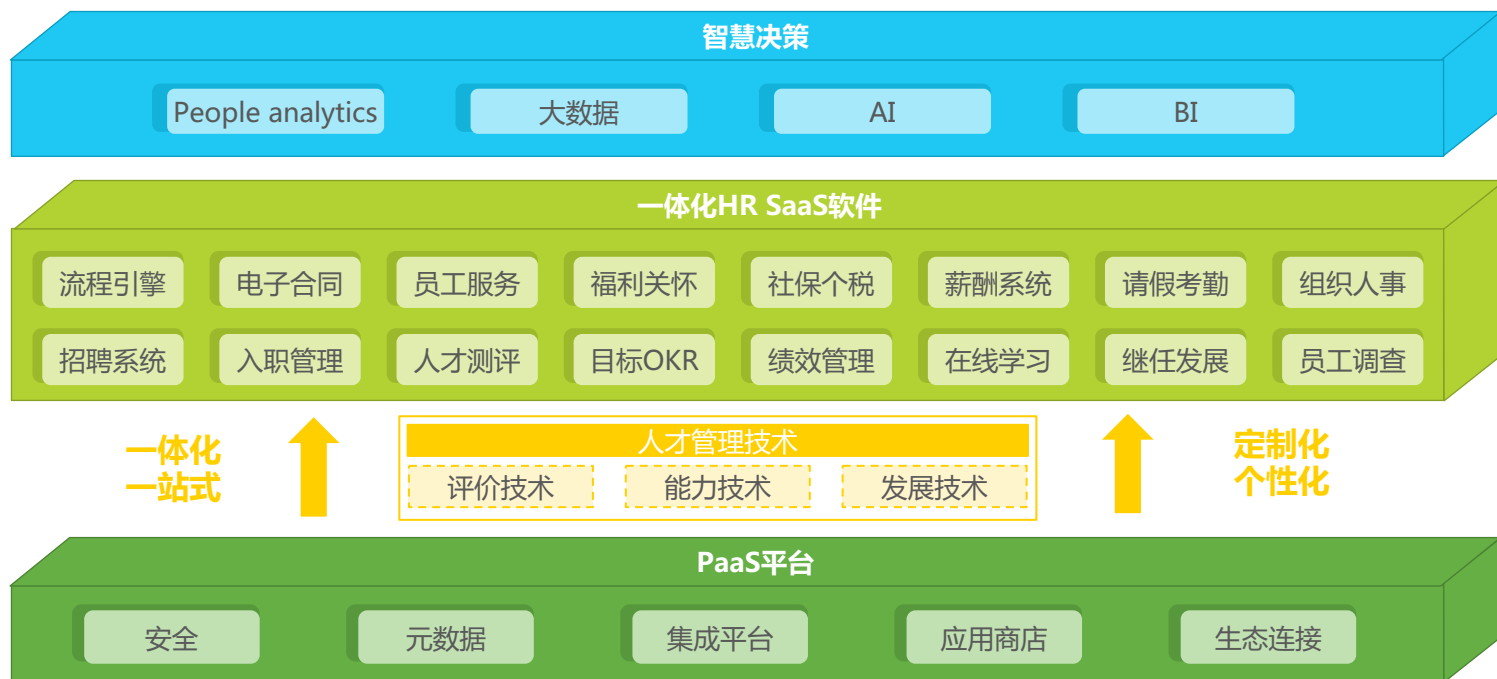 智慧决策
People analytics
大数据
AI
BI
一体化HR SaaS软件
流程引擎
电子合同
员工服务
福利关怀
社保个税
薪酬系统
请假考勤
组织人事
招聘系统
入职管理
人才测评
目标OKR
绩效管理
在线学习
继任发展
员工调查
一体化
一站式
人才管理技术
评价技术
能力技术
发展技术
定制化
个性化
PaaS平台
安全
元数据
集成平台
应用商店
生态连接